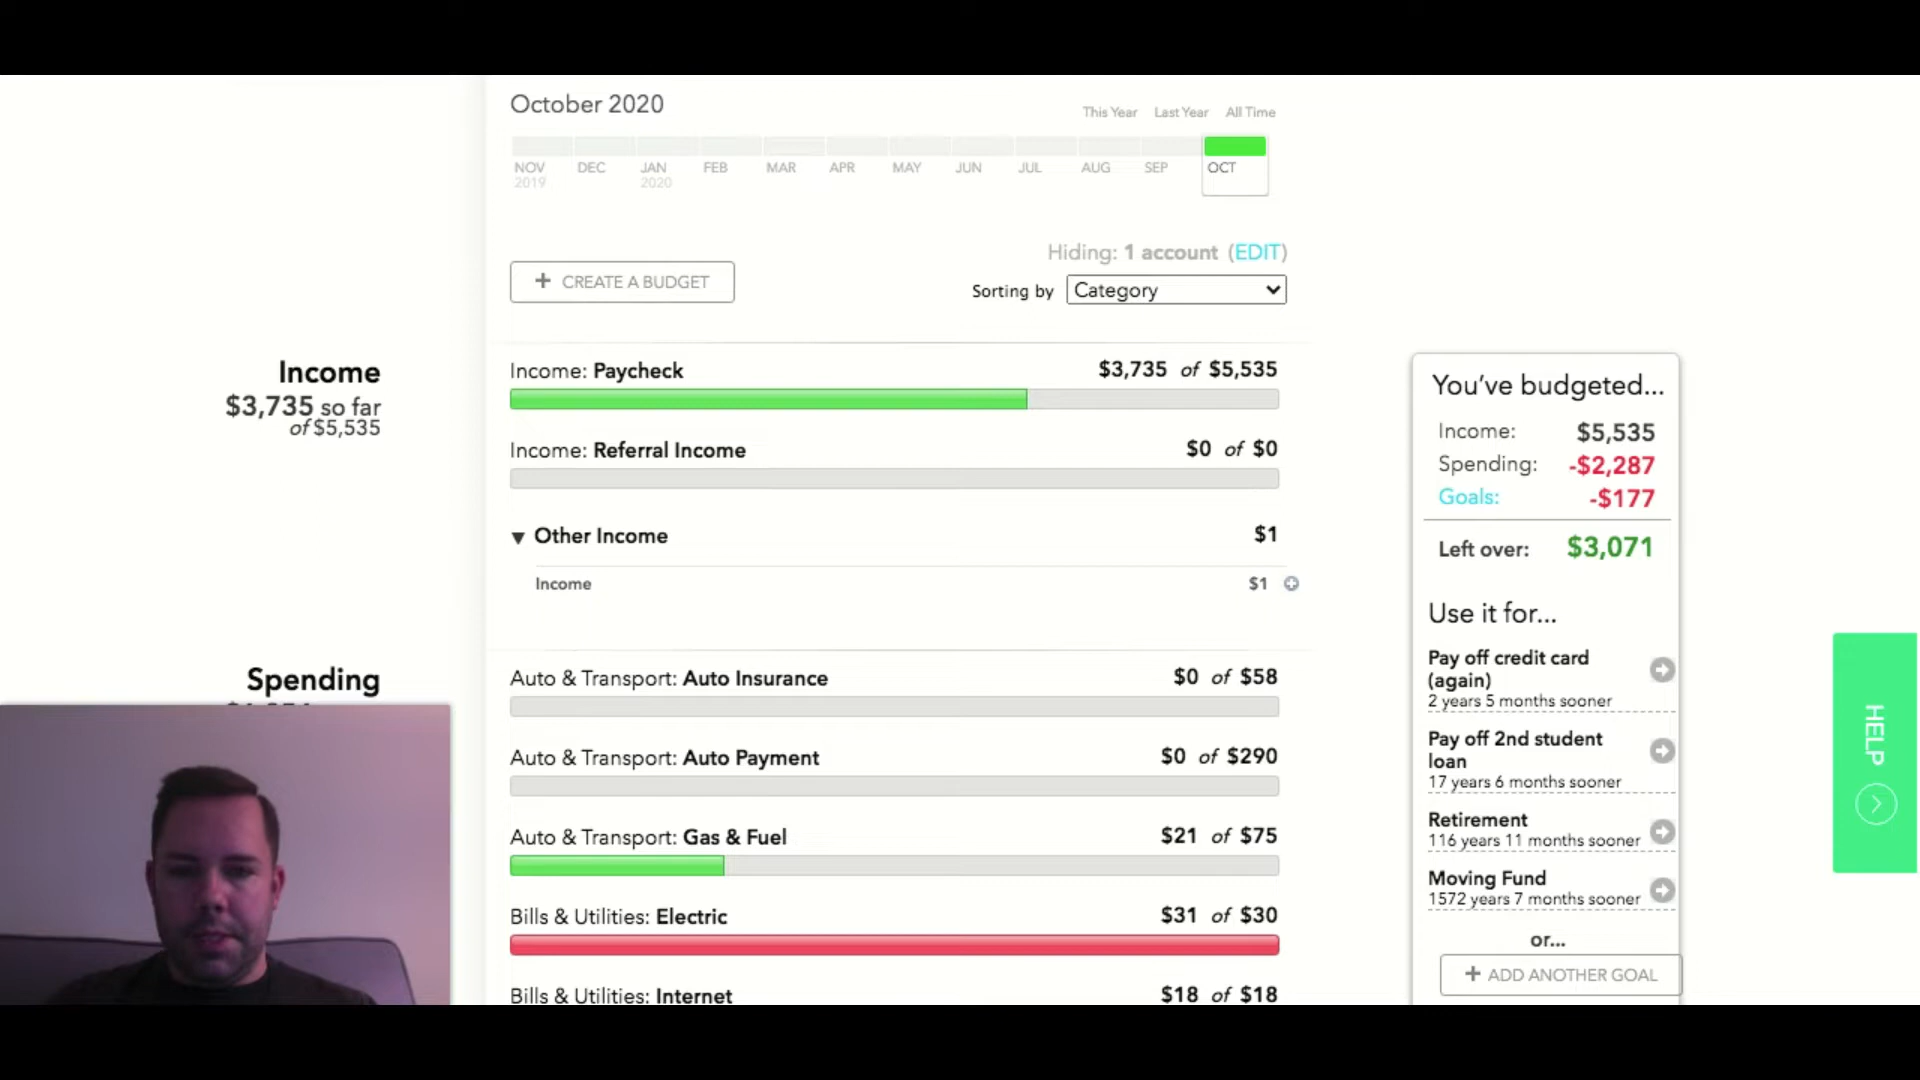 October 2020
This Year Last Year All Time
NOV DEC JAN FEB MAR APR MAY JUN JUL AUG SEP OCT
2019 2020
Hiding: 1 account (EDIT)
+ CREATE A BUDGET
Sorting by Category
Income
$3,735 so far
of $5,535
Income: Paycheck $3,735 of $5,535
Income: Referral Income $0 of $0
▼ Other Income $1
Income $1
Spending
Auto & Transport: Auto Insurance $0 of $58
Auto & Transport: Auto Payment $0 of $290
Auto & Transport: Gas & Fuel $21 of $75
Bills & Utilities: Electric $31 of $30
Bills & Utilities: Internet $18 of $18
You've budgeted...
Income: $5,535
Spending: -$2,287
Goals: -$177
Left over: $3,071
Use it for...
Pay off credit card
(again)
2 years 5 months sooner
Pay off 2nd student
loan
17 years 6 months sooner
Retirement
116 years 11 months sooner
Moving Fund
1572 years 7 months sooner
or...
+ ADD ANOTHER GOAL
HELP